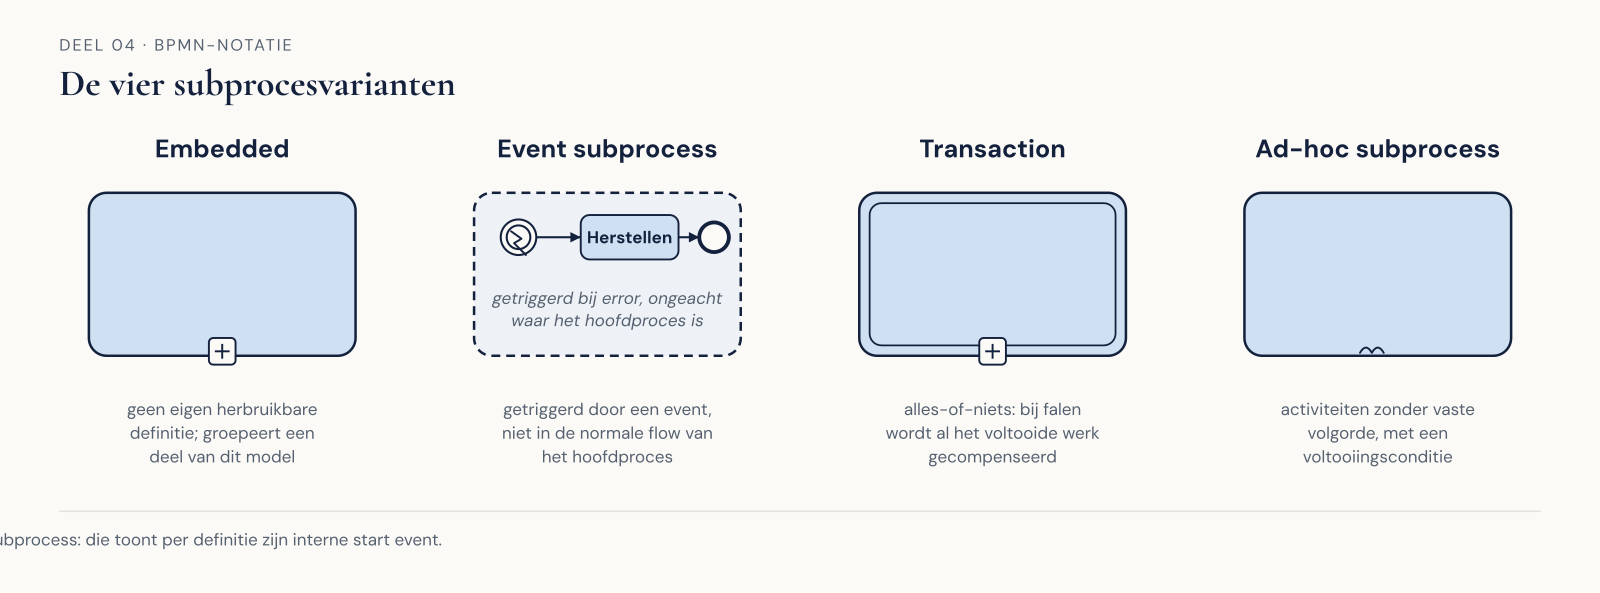 DEEL 04 · BPMN-NOTATIE
De vier subprocesvarianten
Embedded
geen eigen herbruikbare
definitie; groepeert een
deel van dit model
Event subprocess
Herstellen
getriggerd bij error, ongeacht
waar het hoofdproces is
getriggerd door een event,
niet in de normale flow van
het hoofdproces
Transaction
alles-of-niets: bij falen
wordt al het voltooide werk
gecompenseerd
Ad-hoc subprocess
activiteiten zonder vaste
volgorde, met een
voltooiingsconditie
ubprocess: die toont per definitie zijn interne start event.